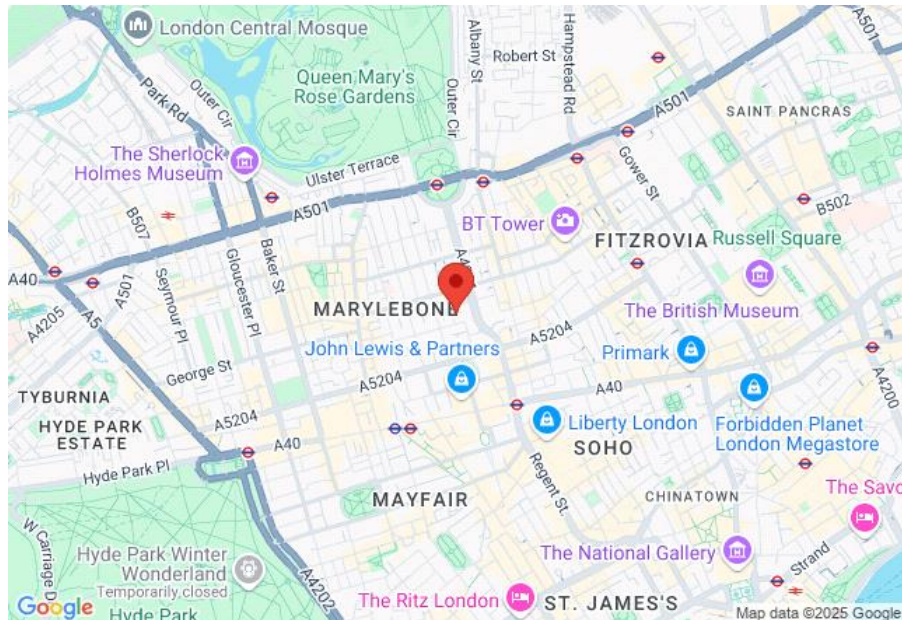 London Central Mosque
Albany St
Robert St
Hampstead Rd
Park Rd
Outer Cir
Queen Mary's
Rose Gardens
Outer Cir
A501
SAINT PANCRAS
The Sherlock
Holmes Museum
Ulster Terrace
Gower St
B507
A501
BT Tower
FITZROVIA
B502
Russell Square
A40
A501
Seymour Pl
Gloucester Pl
Baker St
The British Museum
A4205
A5
MARYLEBONE
A5204
John Lewis & Partners
Primark
George St
A5204
A40
TYBURNIA
HYDE PARK
ESTATE
A5204
A40
Liberty London
SOHO
Forbidden Planet
London Megastore
A4200
Hyde Park Pl
Regent St.
MAYFAIR
CHINATOWN
The Savo
W Carriage D
Hyde Park Winter
Wonderland
Temporarily closed
The National Gallery
Strand
A4202
The Ritz London
ST. JAMES'S
Hyde Park
Google
Map data ©2025 Google